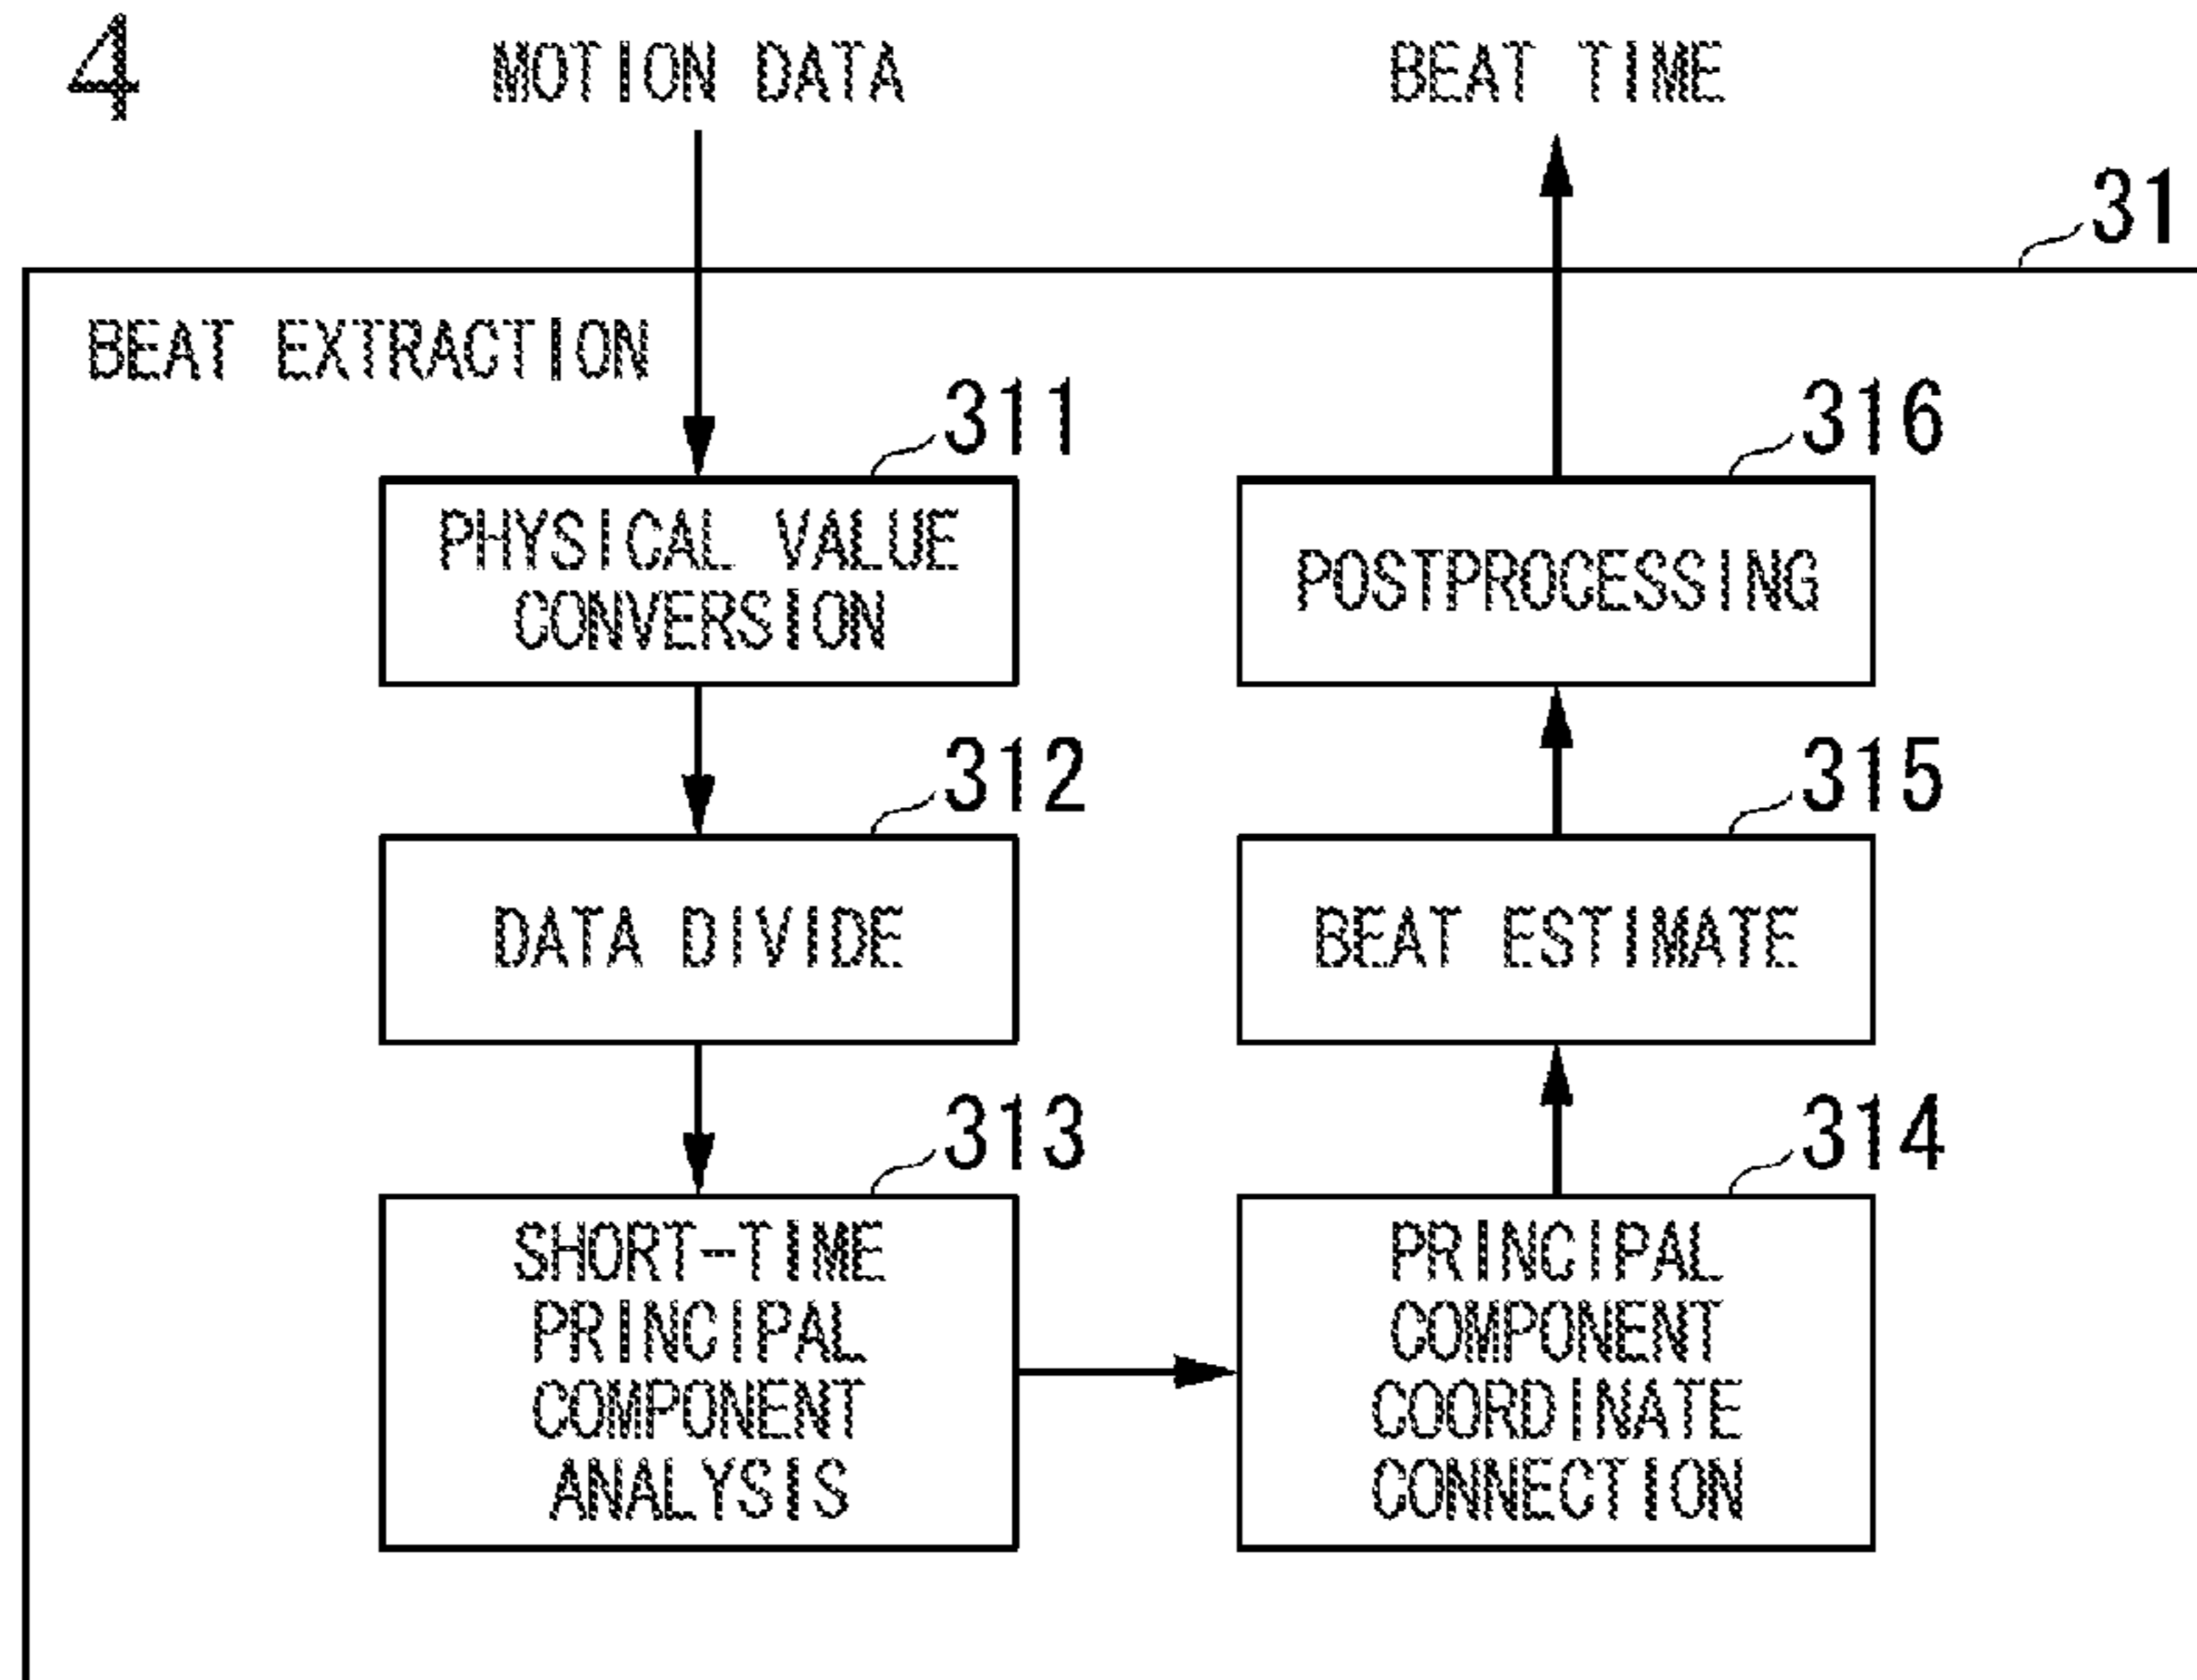 4
MOTION DATA
BEAT TIME
31
BEAT EXTRACTION
311
PHYSICAL VALUE
CONVERSION
312
DATA DIVIDE
313
SHORT-TIME
PRINCIPAL
COMPONENT
ANALYSIS
314
PRINCIPAL
COMPONENT
COORDINATE
CONNECTION
315
BEAT ESTIMATE
316
POSTPROCESSING